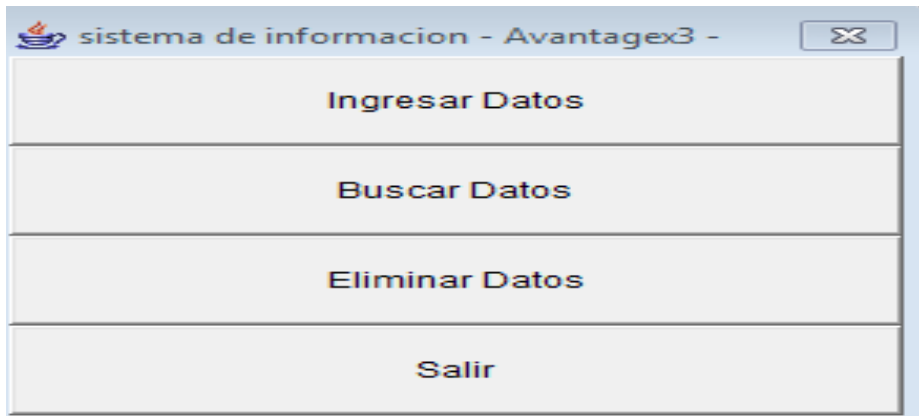 sistema de informacion - Avantagex3 -
Ingresar Datos
Buscar Datos
Eliminar Datos
Salir